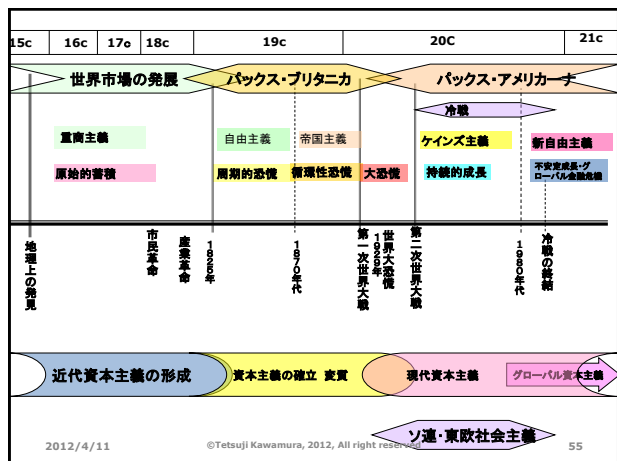 15c 16c 17c 18c 19c 20C 21c
世界市場の発展 パックス・ブリタニカ パックス・アメリカーナ
冷戦
重商主義 自由主義 帝国主義 ケインズ主義 新自由主義
原始的蓄積 周期的恐慌 循環性恐慌 大恐慌 持続的成長 不安定成長・グ
ローバル金融危機
地理上の発見
市民革命
産業革命
1825年
1870年代
第一次世界大戦
1929年
世界大恐慌
第二次世界大戦
1980年代
冷戦の終結
近代資本主義の形成 資本主義の確立 変質 現代資本主義 グローバル資本主義
ソ連・東欧社会主義
2012/4/11 ©Tetsuji Kawamura, 2012, All right reserved 55